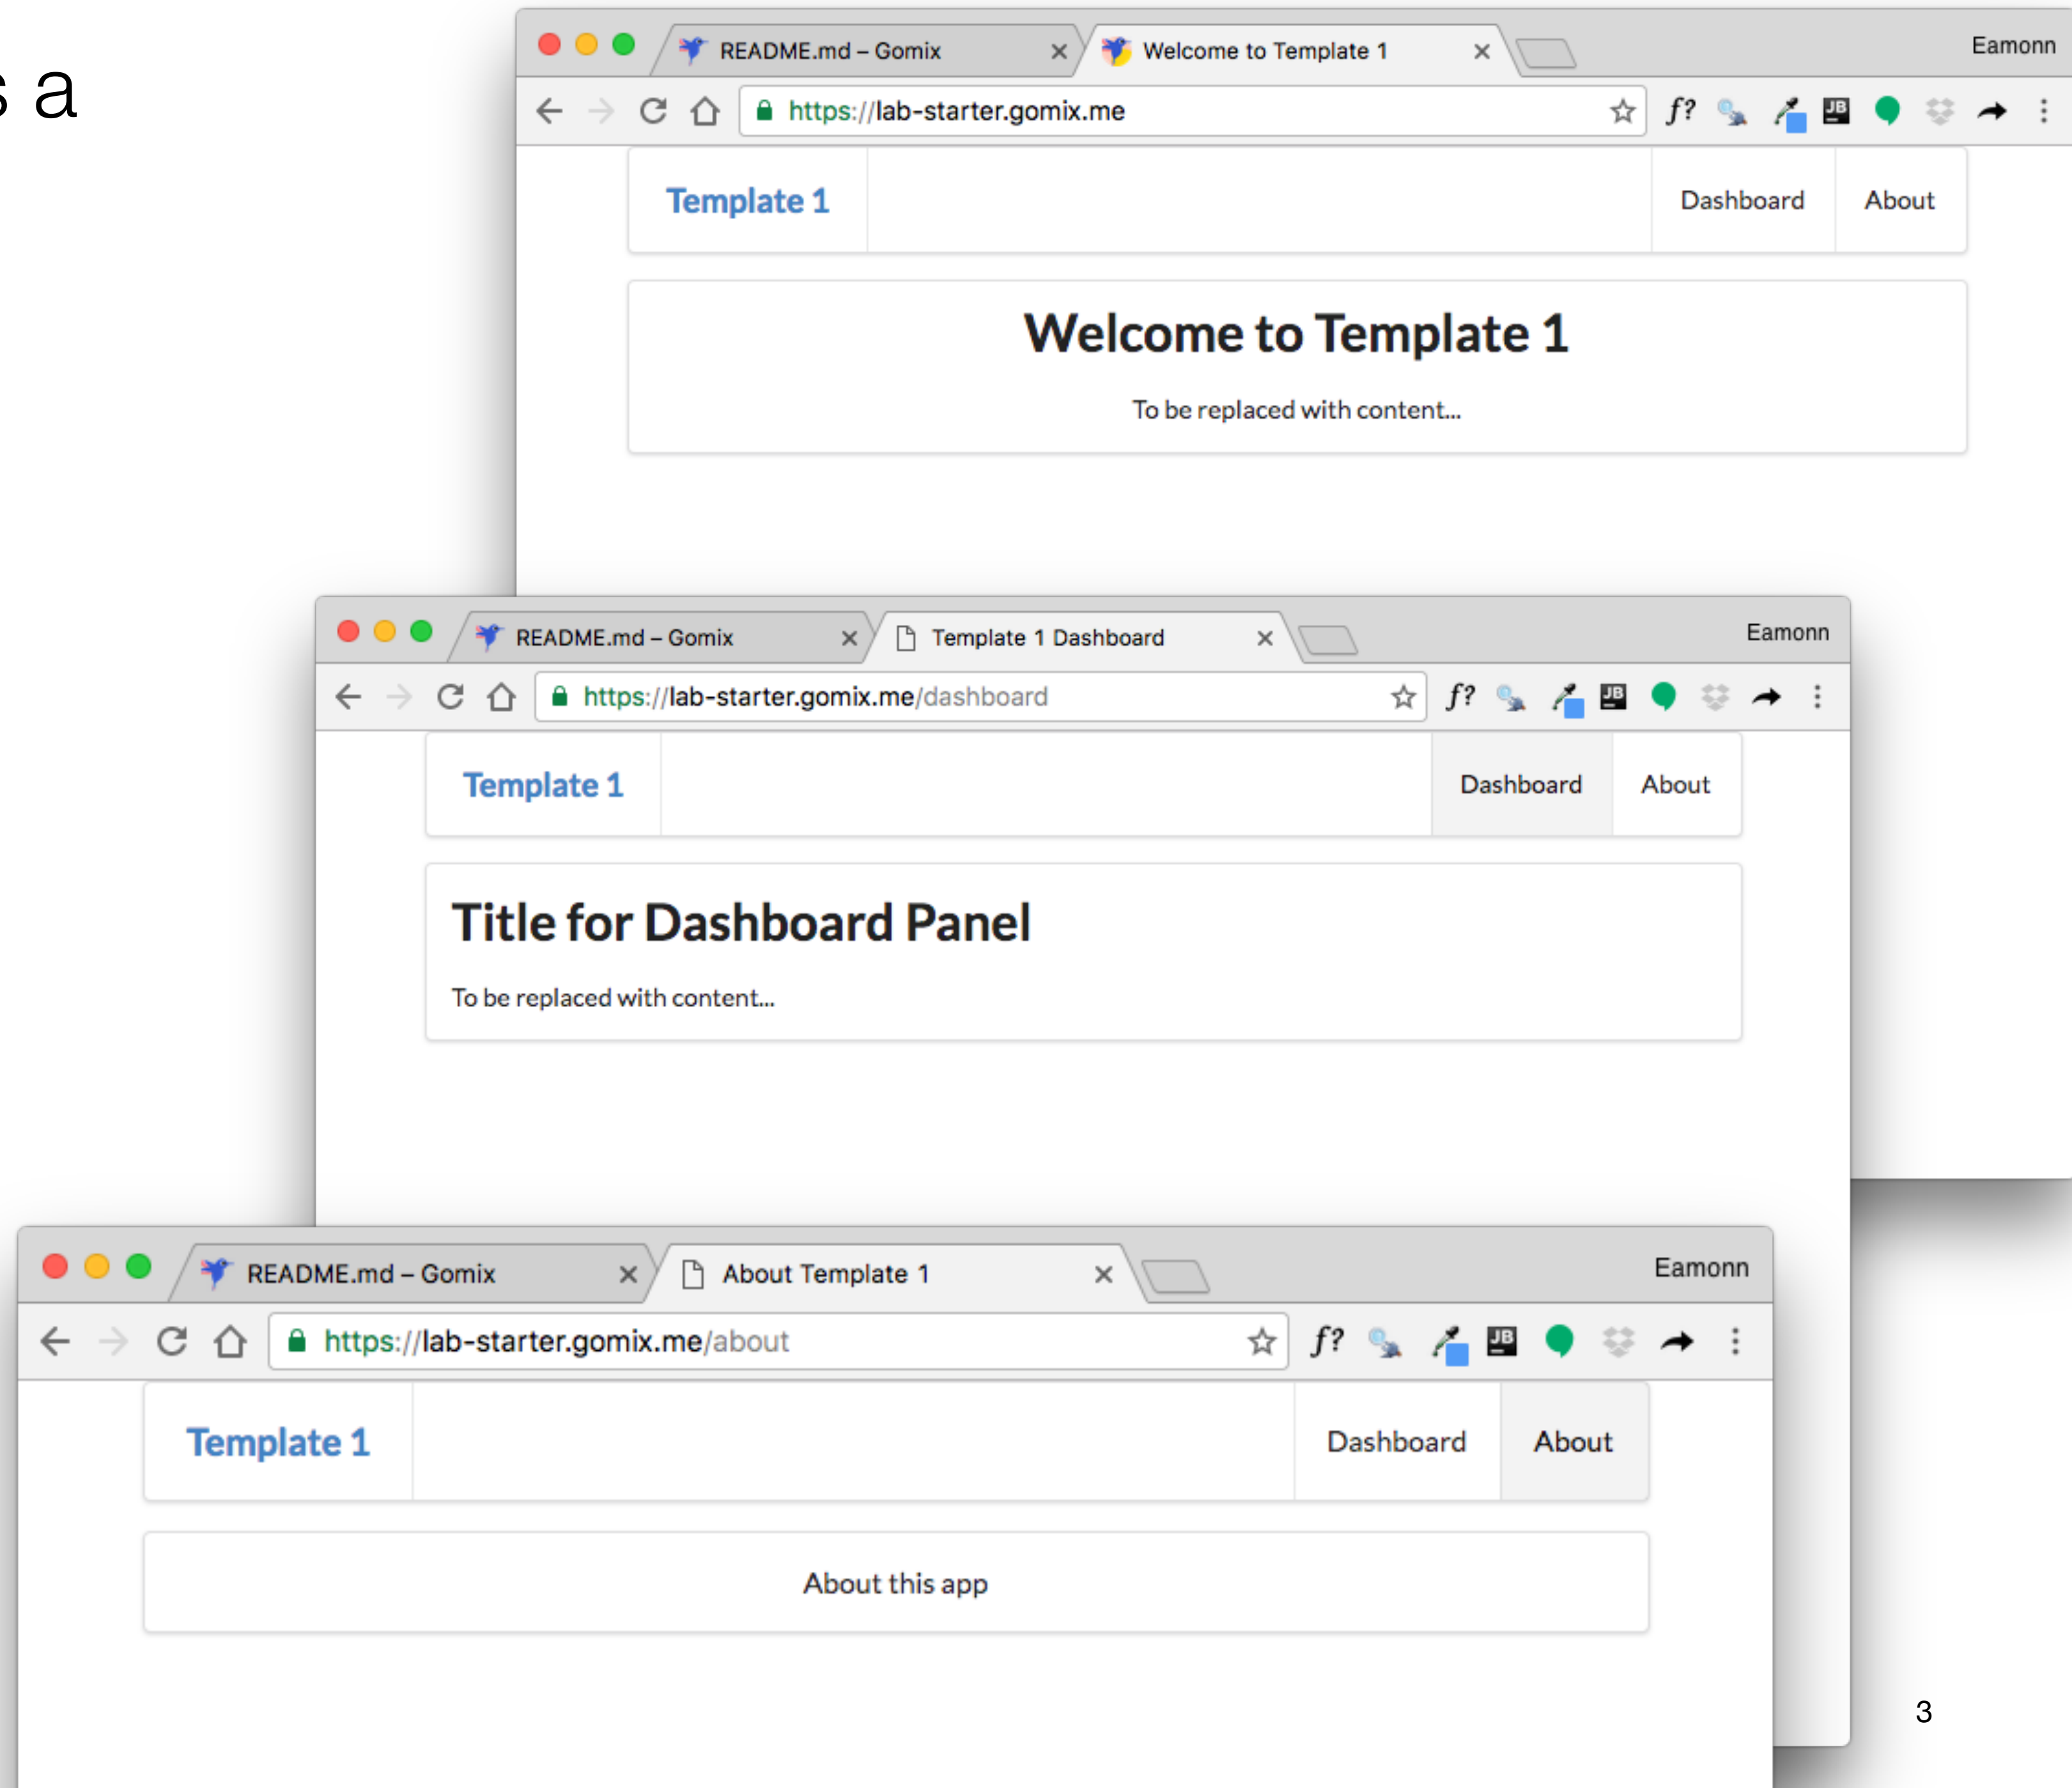 s a
README.md – Gomix
Welcome to Template 1
Eamonn
https://lab-starter.gomix.me
f?
JB
Template 1
Dashboard
About
Welcome to Template 1
To be replaced with content...
README.md – Gomix
Template 1 Dashboard
Eamonn
https://lab-starter.gomix.me/dashboard
f?
JB
Template 1
Dashboard
About
Title for Dashboard Panel
To be replaced with content...
README.md – Gomix
About Template 1
Eamonn
https://lab-starter.gomix.me/about
f?
JB
Template 1
Dashboard
About
About this app
3